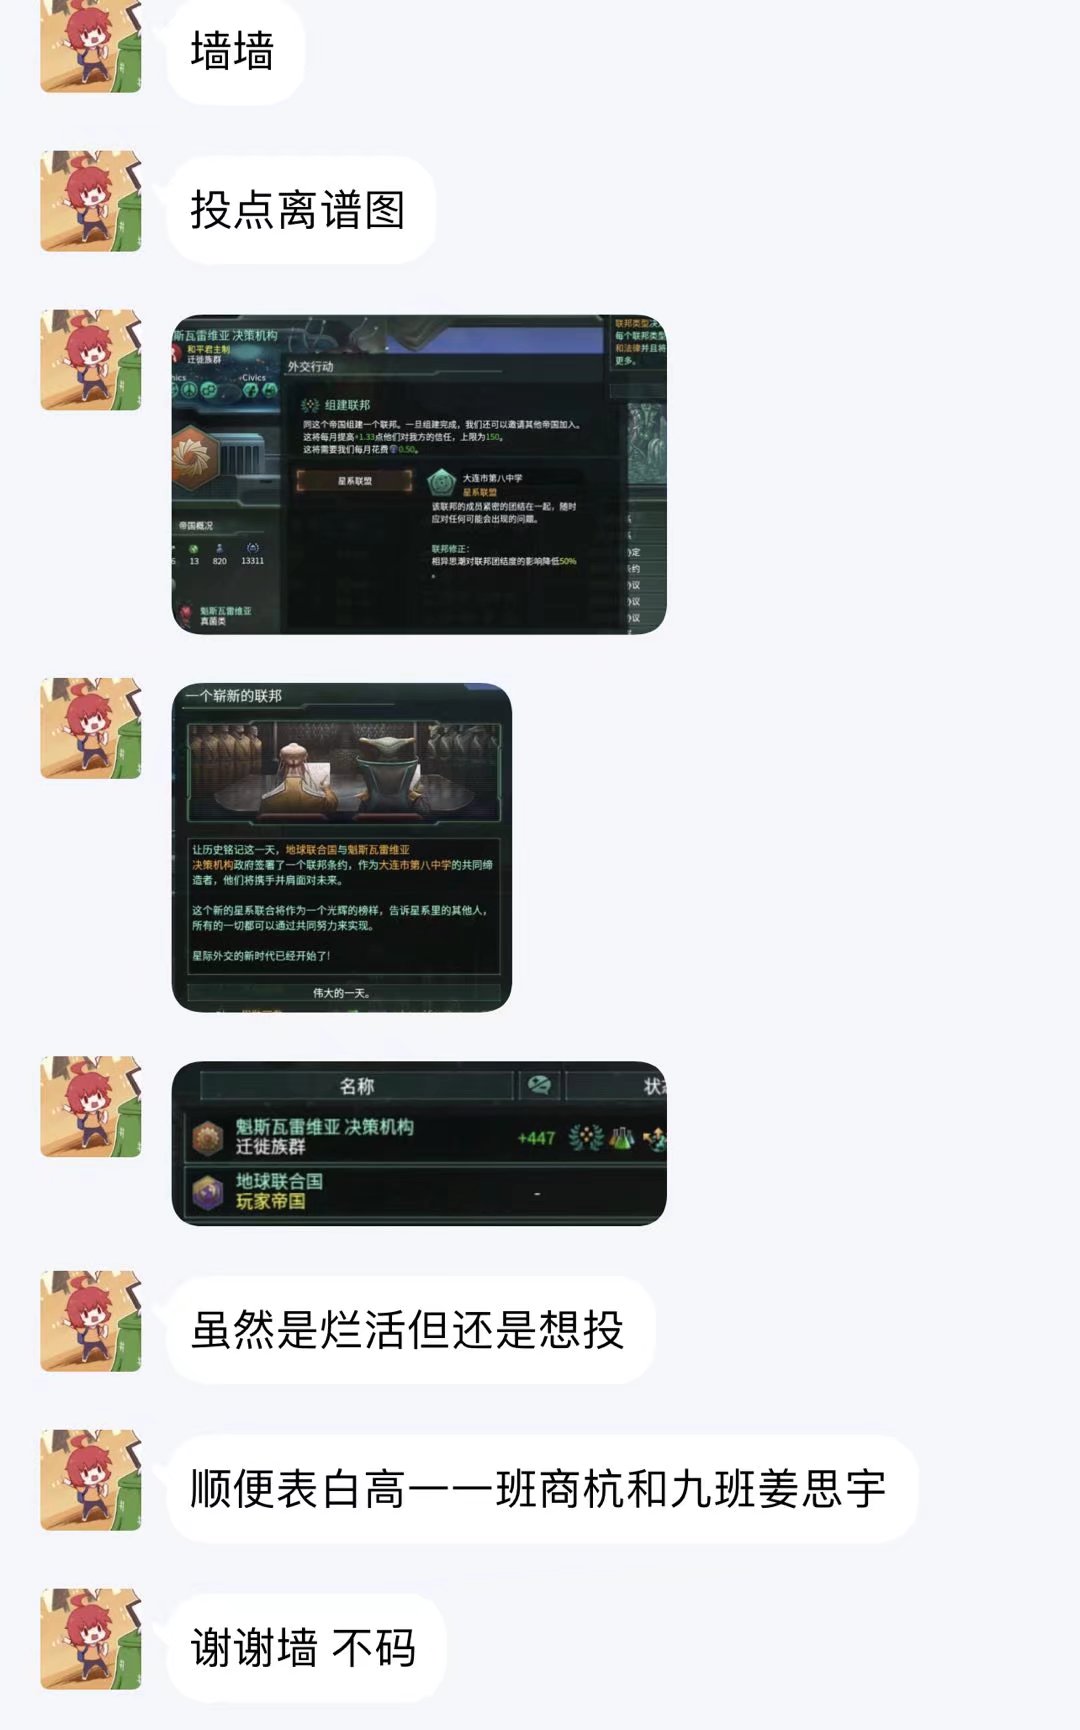 墙墙
投点离谱图
斯瓦雷维亚 决策机构
和平君主制
迁徙族群
Civics
外交行动
组建联邦
同这个帝国组建一个联邦。一旦组建完成，我们还可以邀请其他帝国加入。
这将每月提高+1.33点他们对我方的信任，上限为150。
这将需要我们每月花费0.50。
星系联盟
大连市第八中学
星系联盟
该联邦的成员紧密的团结在一起，随时
应对任何可能会出现的问题。
联邦修正：
相异思潮对联邦团结度的影响降低50%
。
联邦类型决
每个联邦类型
和法律并且将
更多。
帝国概况
13 820 13311
魁斯瓦雷维亚
真菌类
一个崭新的联邦
让历史铭记这一天，地球联合国与魁斯瓦雷维亚
决策机构政府签署了一个联邦条约，作为大连市第八中学的共同缔
造者，他们将携手并肩面对未来。
这个新的星系联合将作为一个光辉的榜样，告诉星系里的其他人，
所有的一切都可以通过共同努力来实现。
星际外交的新时代已经开始了！
伟大的一天。
名称
状态
魁斯瓦雷维亚 决策机构
迁徙族群
+447
地球联合国
玩家帝国
-
虽然是烂活但还是想投
顺便表白高一一班商杭和九班姜思宇
谢谢墙 不码